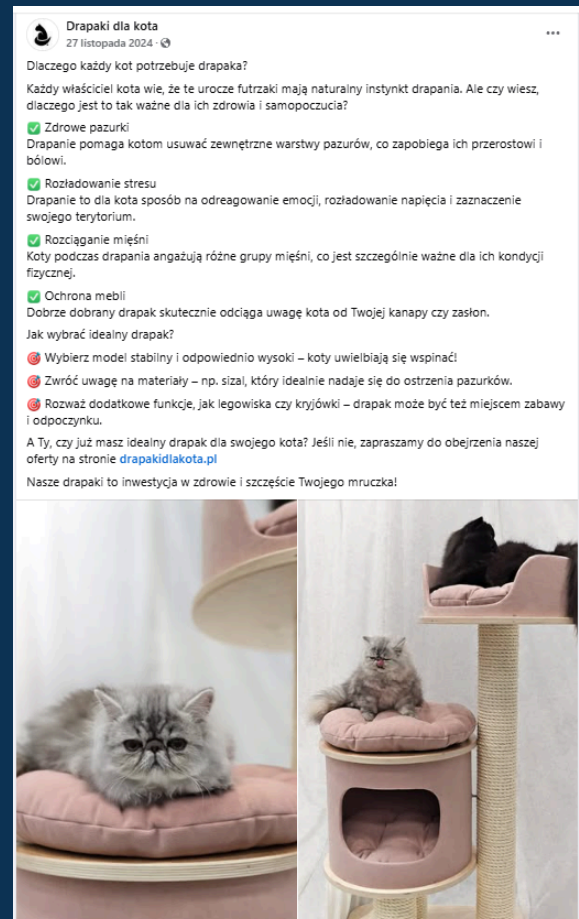 Drapaki dla kota
27 listopada 2024 ·
Dlaczego każdy kot potrzebuje drapaka?
Każdy właściciel kota wie, że te urocze futrzaki mają naturalny instynkt drapania. Ale czy wiesz,
dlaczego jest to tak ważne dla ich zdrowia i samopoczucia?
✅ Zdrowe pazurki
Drapanie pomaga kotom usuwać zewnętrzne warstwy pazurów, co zapobiega ich przerostowi i
bólowi.
✅ Rozładowanie stresu
Drapanie to dla kota sposób na odreagowanie emocji, rozładowanie napięcia i zaznaczenie
swojego terytorium.
✅ Rozciąganie mięśni
Koty podczas drapania angażują różne grupy mięśni, co jest szczególnie ważne dla ich kondycji
fizycznej.
✅ Ochrona mebli
Dobrze dobrany drapak skutecznie odciąga uwagę kota od Twojej kanapy czy zasłon.
Jak wybrać idealny drapak?
🎯 Wybierz model stabilny i odpowiednio wysoki – koty uwielbiają się wspinać!
🎯 Zwróć uwagę na materiały – np. sizal, który idealnie nadaje się do ostrzenia pazurków.
🎯 Rozważ dodatkowe funkcje, jak legowiska czy kryjówki – drapak może być też miejscem zabawy
i odpoczynku.
A Ty, czy już masz idealny drapak dla swojego kota? Jeśli nie, zapraszamy do obejrzenia naszej
oferty na stronie drapakidlakota.pl
Nasze drapaki to inwestycja w zdrowie i szczęście Twojego mruczka!